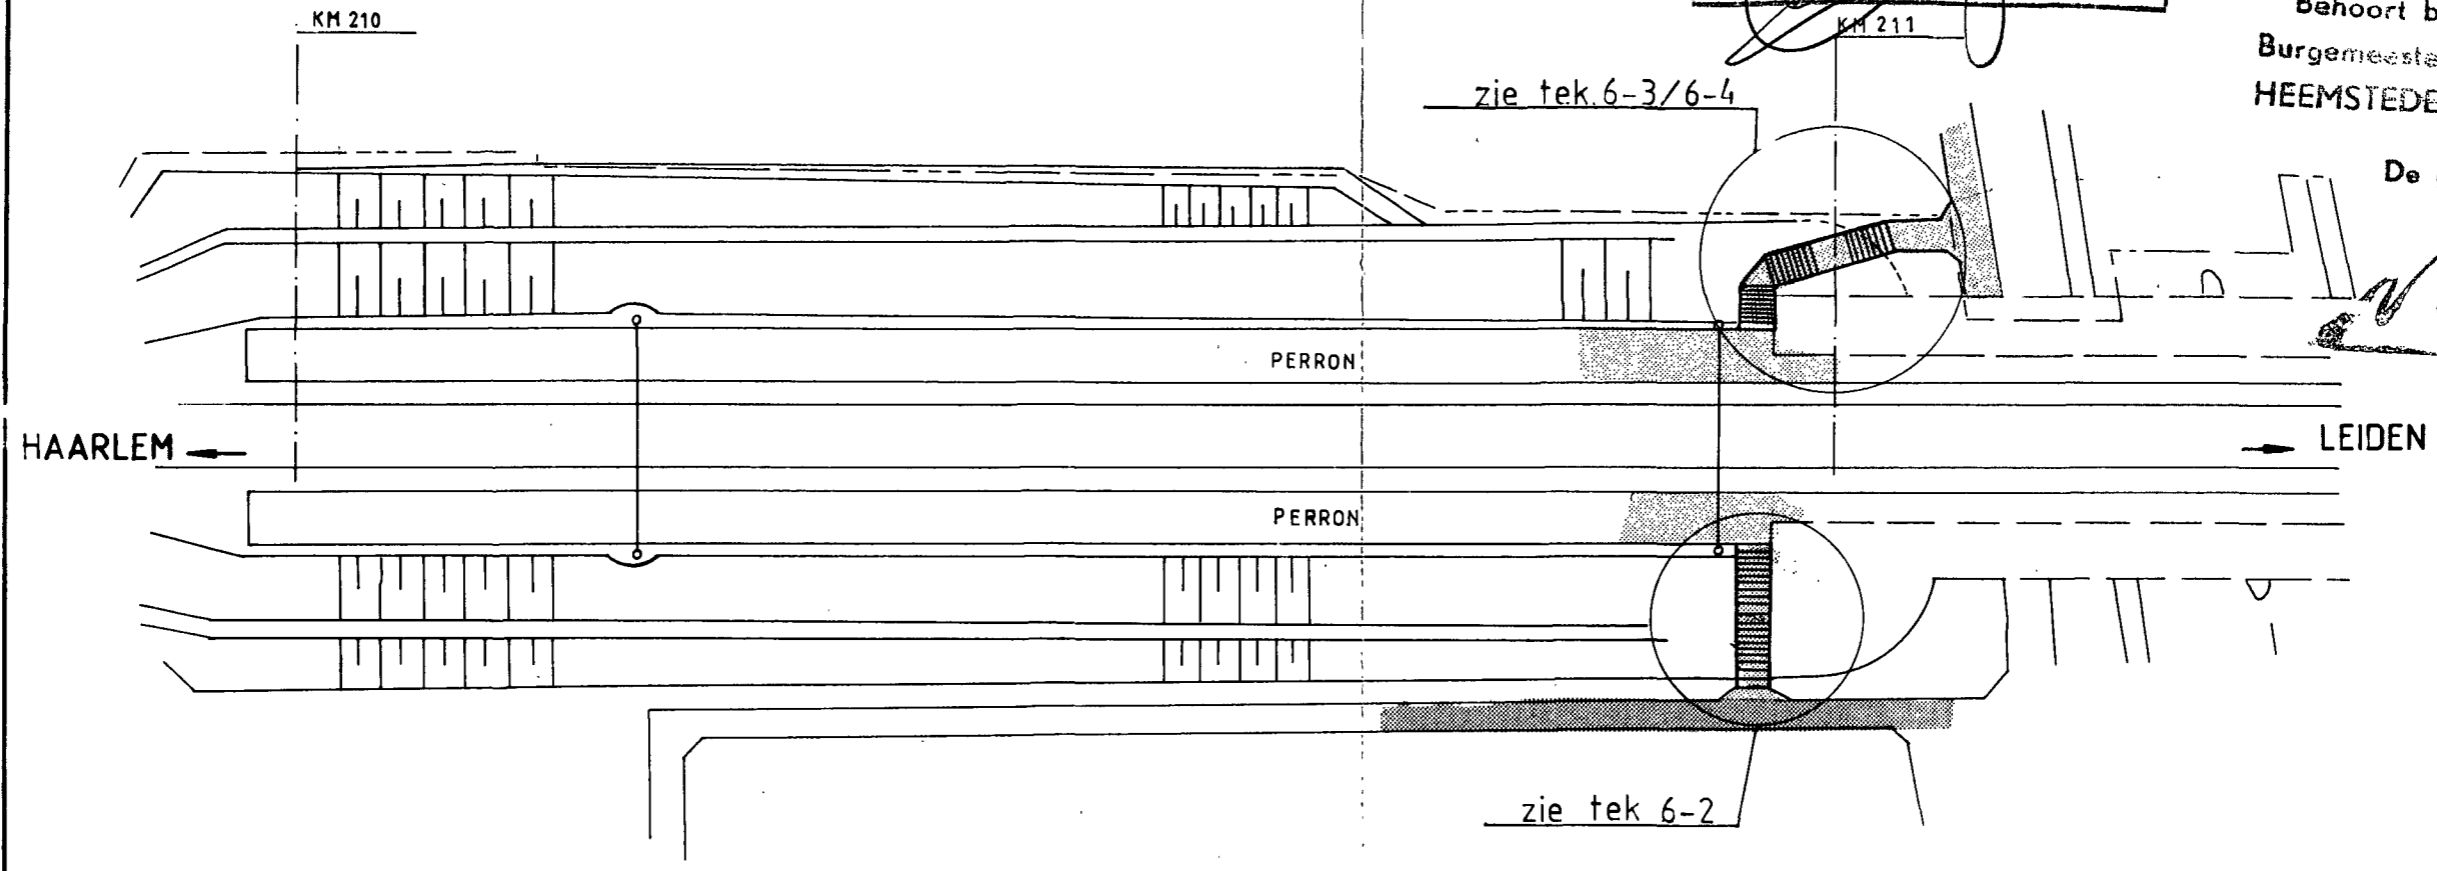 KM 210
KM 211
Behoort b
Burgemeeste
HEEMSTEDE
De
zie tek. 6-3/6-4
PERRON
HAARLEM
LEIDEN
PERRON
zie tek 6-2